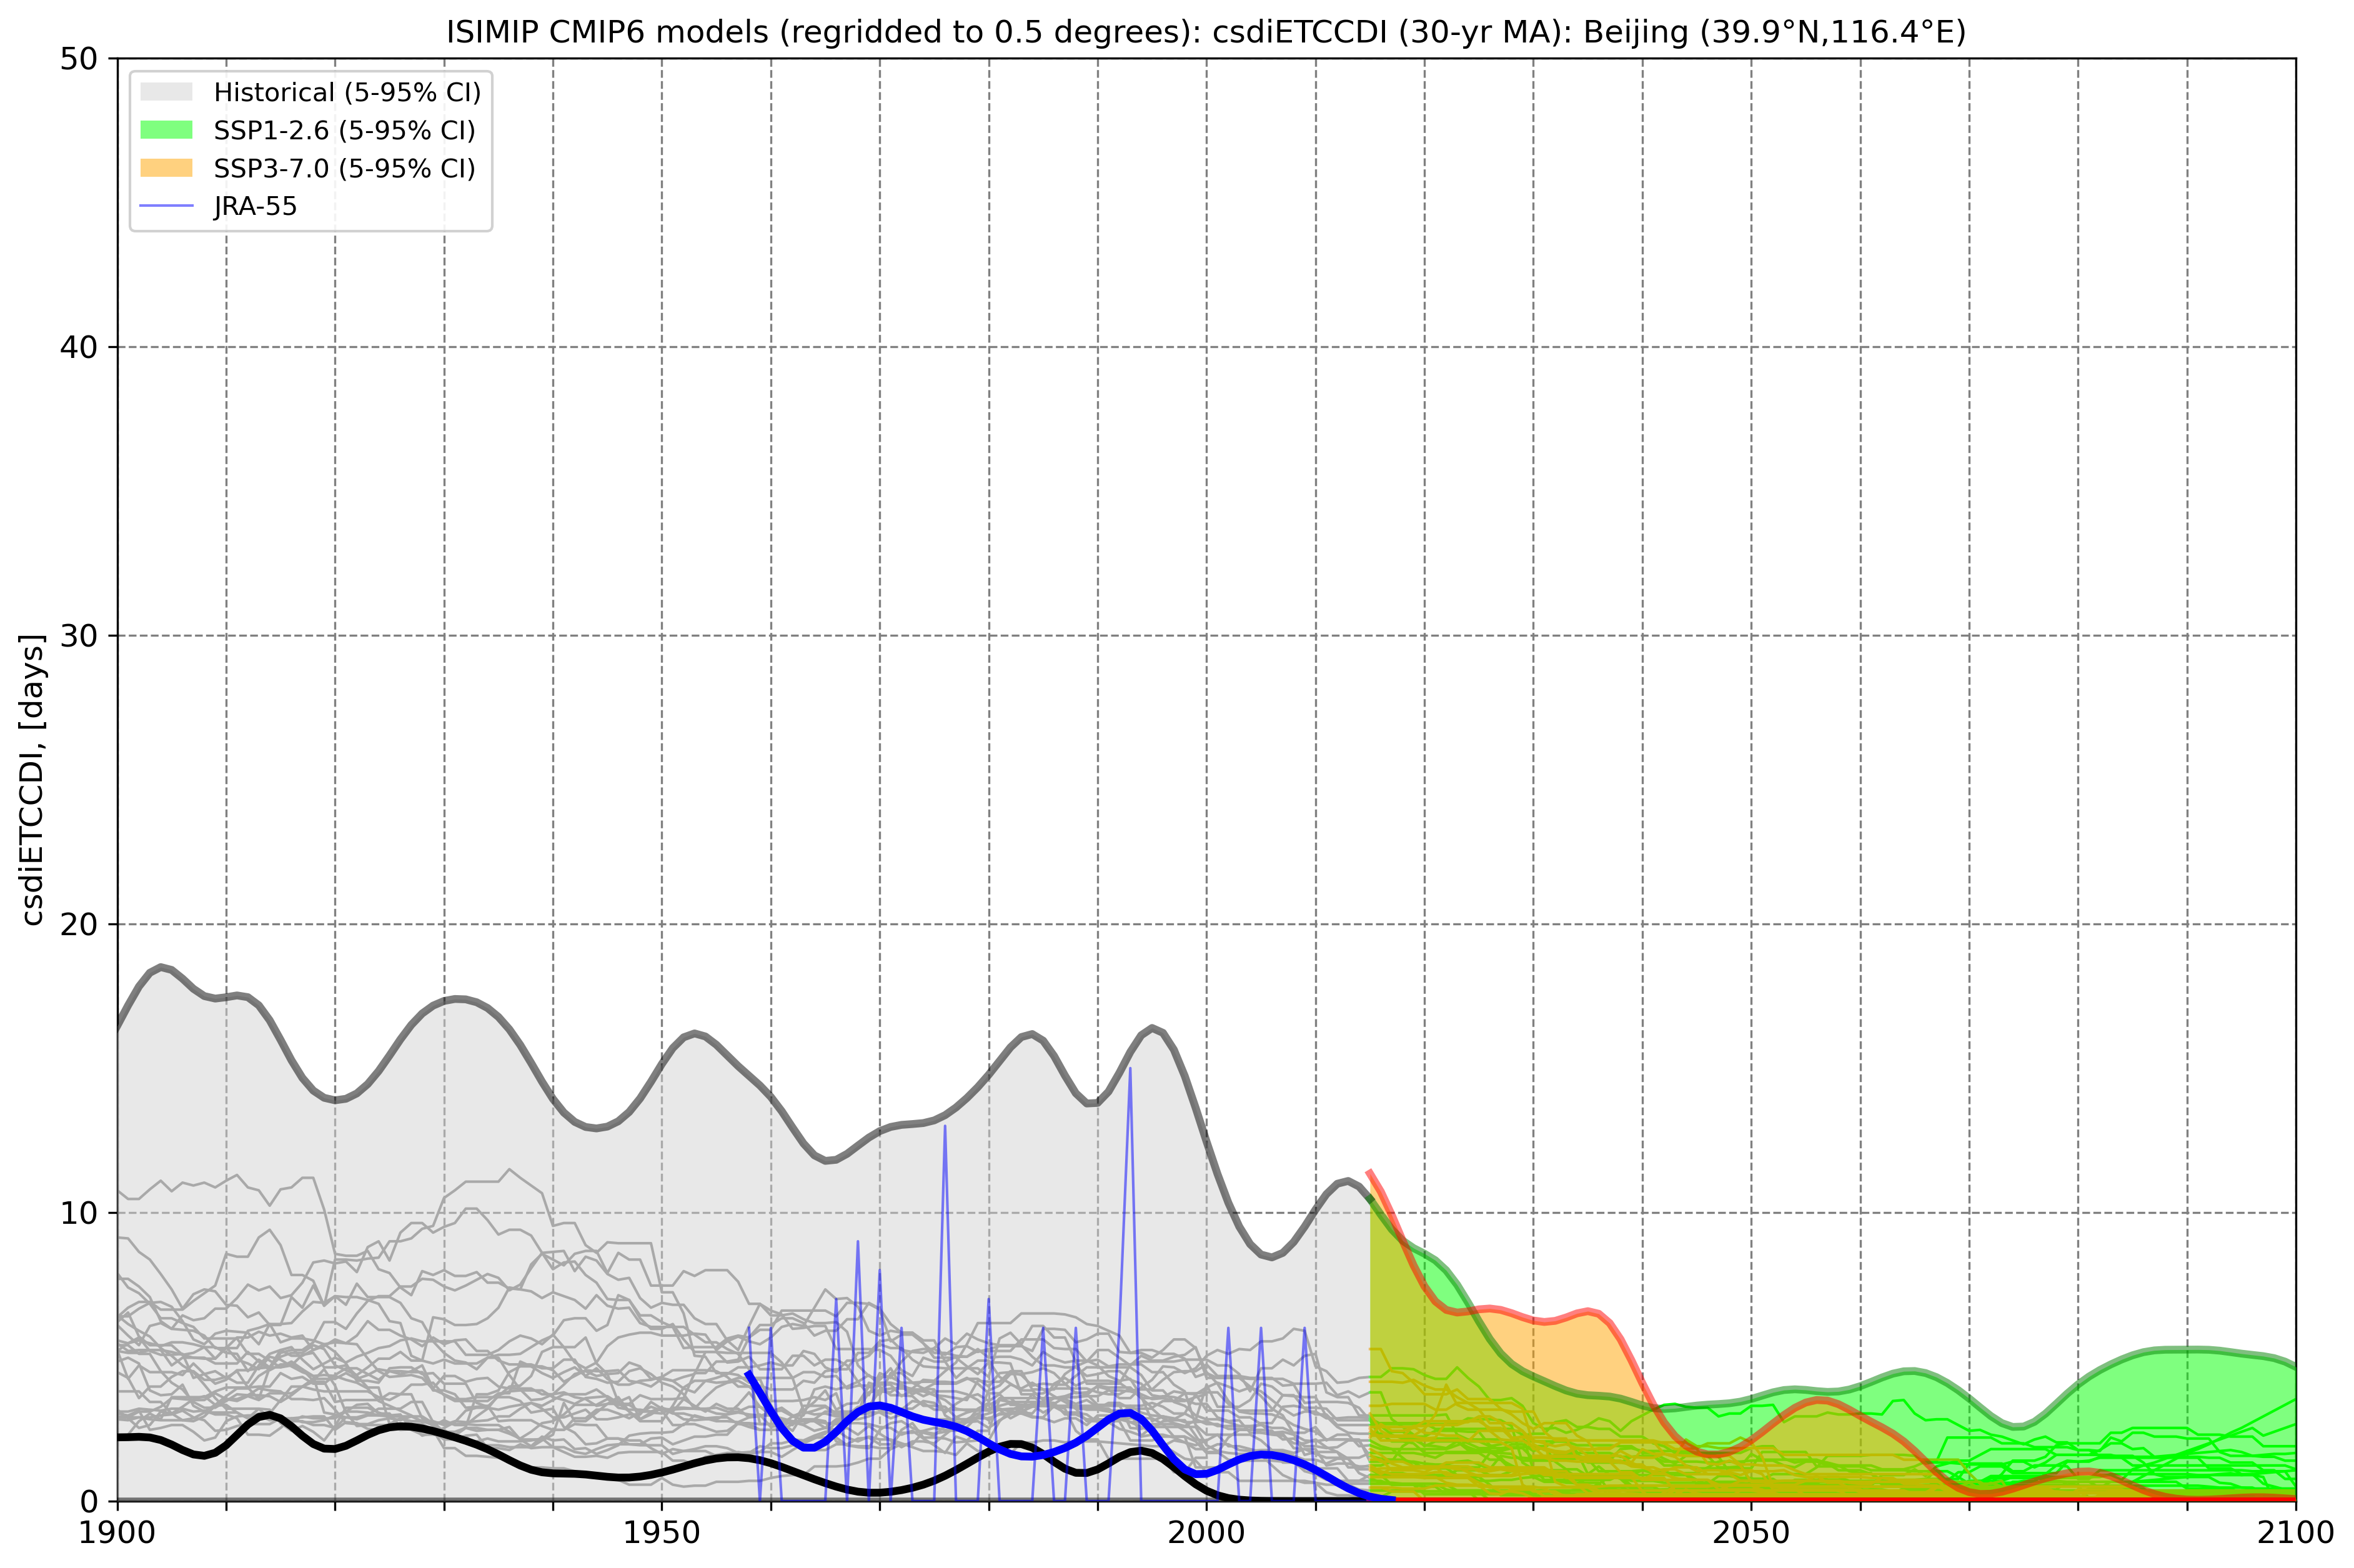 ISIMIP CMIP6 models (regridded to 0.5 degrees): csdiETCCDI (30-yr MA): Beijing (39.9°N,116.4°E)
50
40
30
20
10
0
csdiETCCDI, [days]
Historical (5-95% CI)
SSP1-2.6 (5-95% CI)
SSP3-7.0 (5-95% CI)
JRA-55
1900
1950
2000
2050
2100